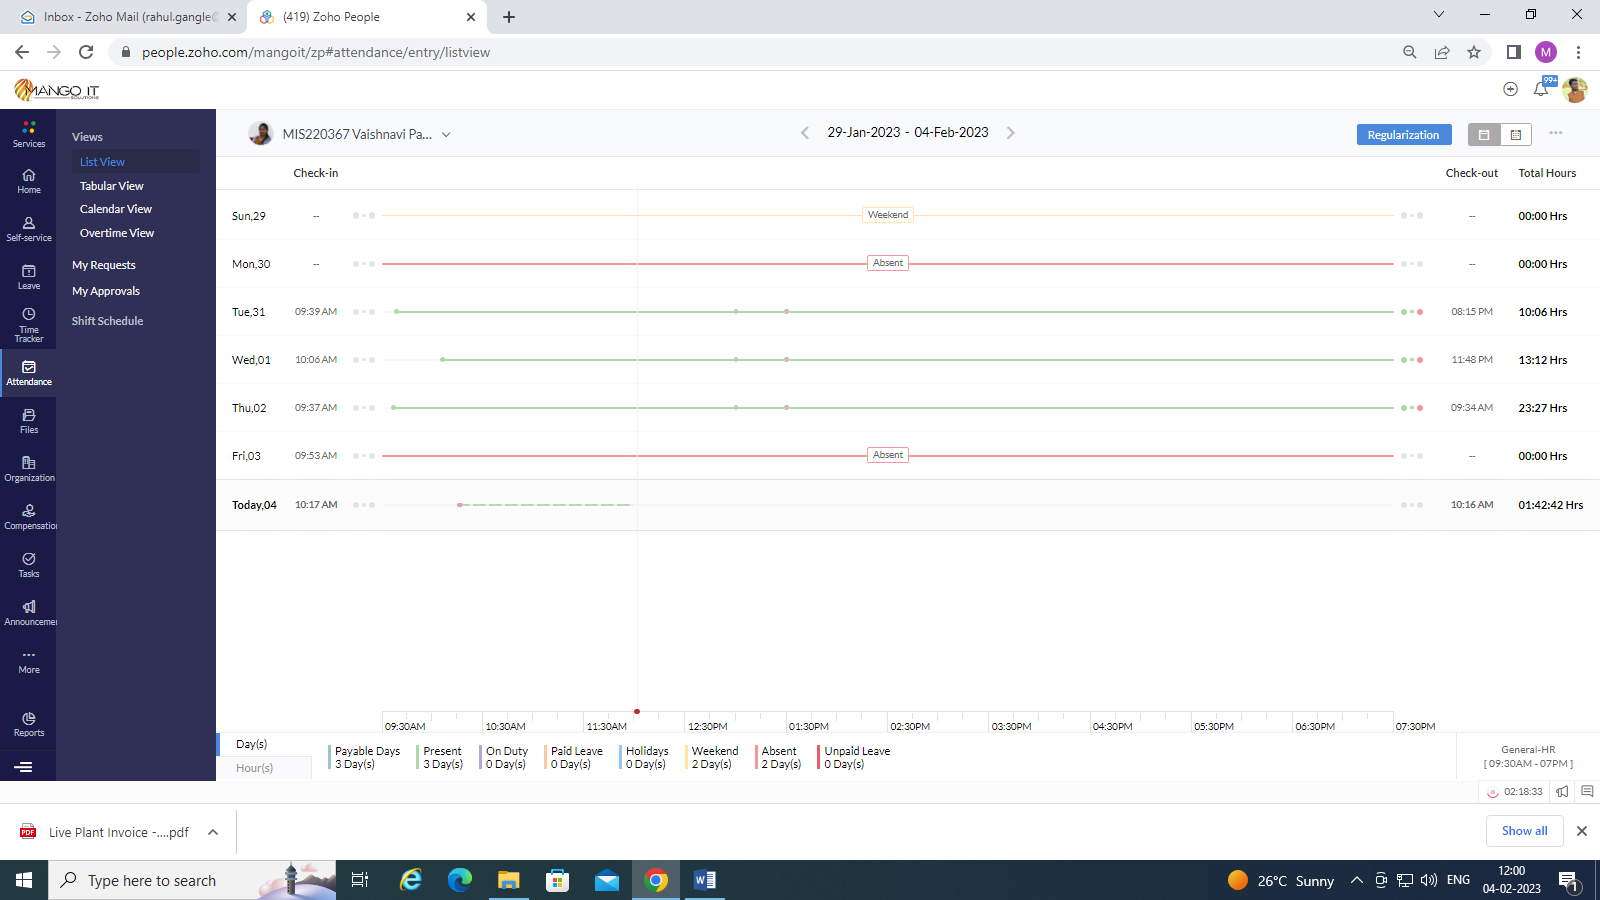 Inbox - Zoho Mail (rahul.gangle@
(419) Zoho People
people.zoho.com/mangoit/zp#attendance/entry/listview
M
MANGO IT
SOLUTIONS
99+
Services
Home
Self-service
Leave
Time
Tracker
Attendance
Files
Organization
Compensatio
Tasks
Announcemen
More
Reports
Views
List View
Tabular View
Calendar View
Overtime View
My Requests
My Approvals
Shift Schedule
MIS220367 Vaishnavi Pa...
29-Jan-2023 - 04-Feb-2023
Regularization
Check-in Check-out Total Hours
Sun,29 -- Weekend -- 00:00 Hrs
Mon,30 -- Absent -- 00:00 Hrs
Tue,31 09:39 AM 08:15 PM 10:06 Hrs
Wed,01 10:06 AM 11:48 PM 13:12 Hrs
Thu,02 09:37 AM 09:34 AM 23:27 Hrs
Fri,03 09:53 AM Absent -- 00:00 Hrs
Today,04 10:17 AM 10:16 AM 01:42:42 Hrs
09:30AM 10:30AM 11:30AM 12:30PM 01:30PM 02:30PM 03:30PM 04:30PM 05:30PM 06:30PM 07:30PM
Day(s)
Hour(s)
Payable Days Present On Duty Paid Leave Holidays Weekend Absent Unpaid Leave
3 Day(s) 3 Day(s) 0 Day(s) 0 Day(s) 0 Day(s) 2 Day(s) 2 Day(s) 0 Day(s)
General-HR
[ 09:30AM - 07PM ]
02:18:33
PDF
Live Plant Invoice -....pdf
Show all
Type here to search
26°C Sunny
ENG
12:00
04-02-2023
1